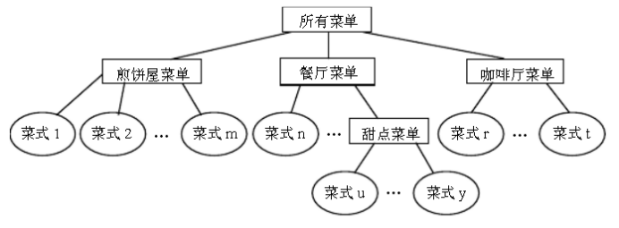 所有菜单
煎饼屋菜单
餐厅菜单
咖啡厅菜单
菜式 1
菜式 2
…
菜式 m
菜式 n
…
甜点菜单
菜式 r
…
菜式 t
菜式 u
…
菜式 y